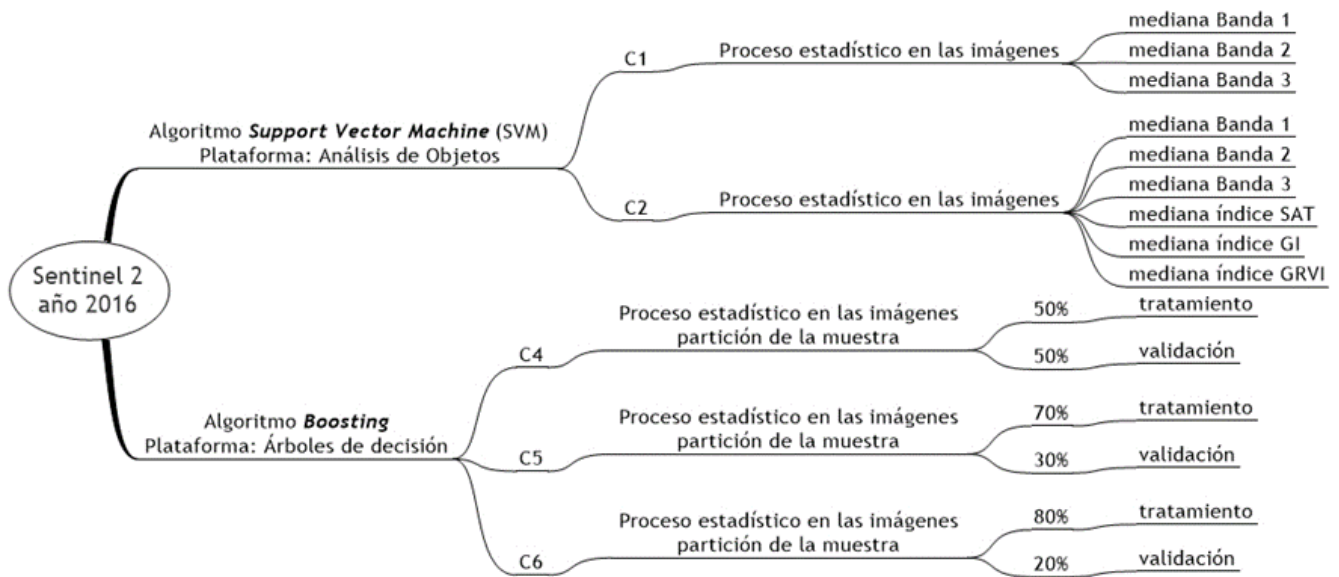 Sentinel 2
año 2016
Algoritmo Support Vector Machine (SVM)
Plataforma: Análisis de Objetos
C1
Proceso estadístico en las imágenes
mediana Banda 1
mediana Banda 2
mediana Banda 3
C2
Proceso estadístico en las imágenes
mediana Banda 1
mediana Banda 2
mediana Banda 3
mediana índice SAT
mediana índice GI
mediana índice GRVI
Algoritmo Boosting
Plataforma: Árboles de decisión
C4
Proceso estadístico en las imágenes
partición de la muestra
50%
tratamiento
50%
validación
C5
Proceso estadístico en las imágenes
partición de la muestra
70%
tratamiento
30%
validación
C6
Proceso estadístico en las imágenes
partición de la muestra
80%
tratamiento
20%
validación